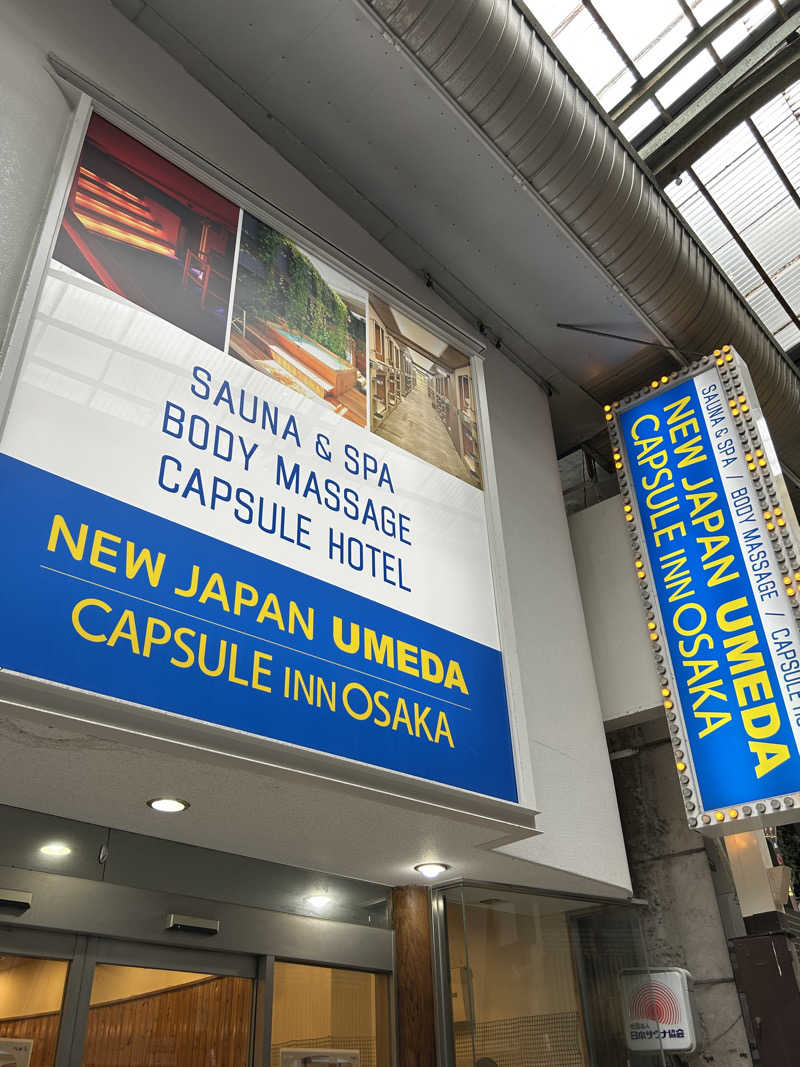 SAUNA & SPA
BODY MASSAGE
CAPSULE HOTEL
NEW JAPAN UMEDA
CAPSULE INN OSAKA
SAUNA & SPA / BODY MASSAGE / CAPSULE
NEW JAPAN UMEDA
CAPSULE INN OSAKA
日本サウナ協会